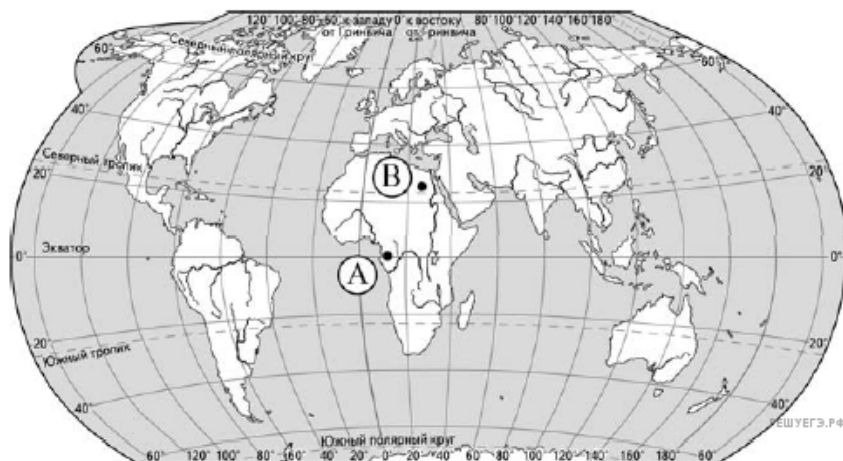 120° 100° 80° 60° к западу 0° к востоку 80° 100° 120° 140° 160° 180°
от Гринвича от Гринвича
60° Северный полярный круг 60°
40° 40°
Северный тропик
20° 20°
B
Экватор
0° 0°
A
20° 20°
Южный тропик
40° 40°
Южный полярный круг
60° 120° 100° 80° 60° 40° 20° 0° 20° 40° 60° 80° 100° 120° 140° 160° 180° 60°
РЕШУЕГЭ.РФ